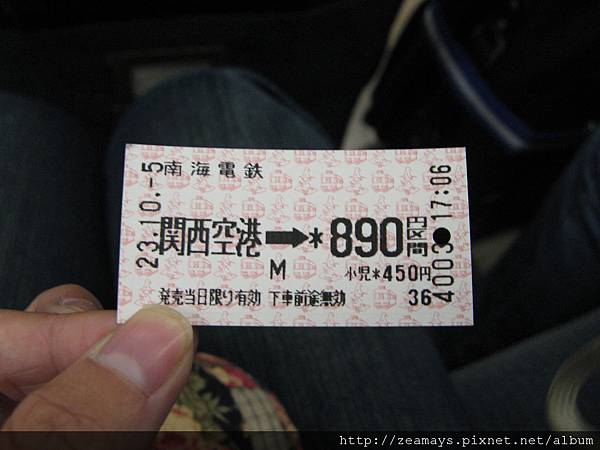 23.10.-5
南海電鉄
関西空港➡*890円区間
M 小児*450円
発売当日限り有効 下車前途無効 36
4003●17:06
http://zeamays.pixnet.net/album